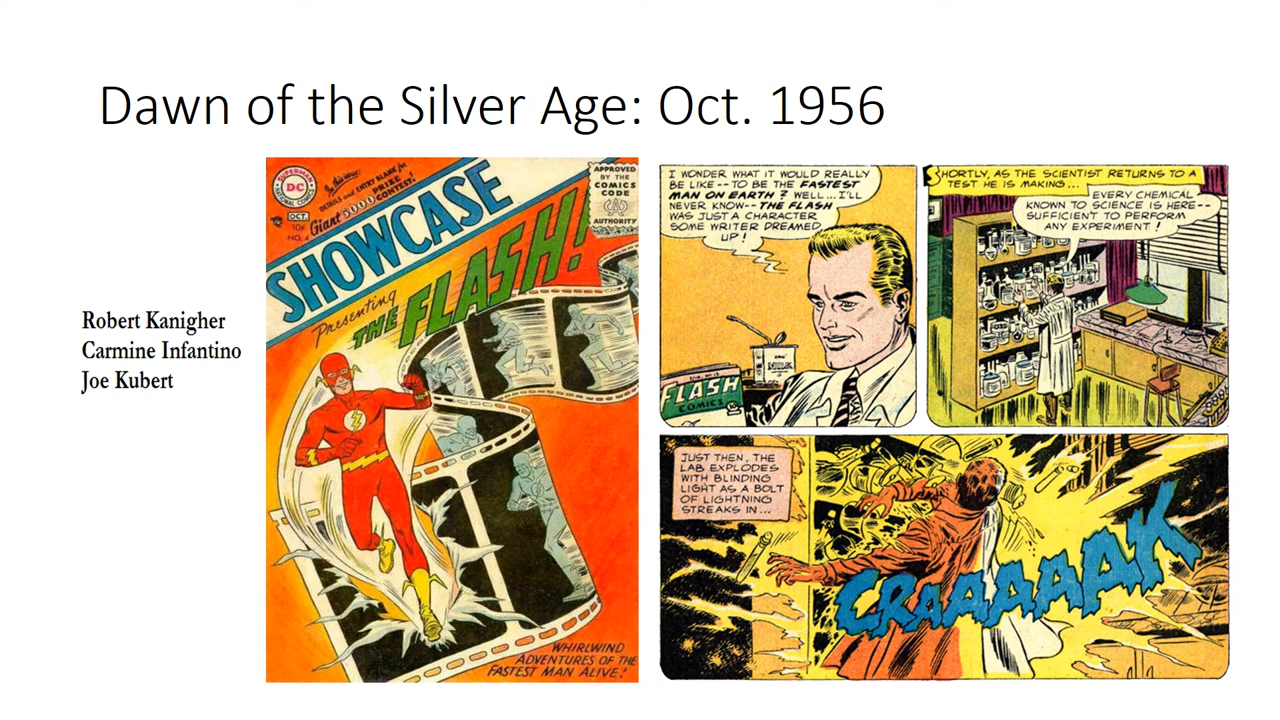 Dawn of the Silver Age: Oct. 1956
Robert Kanigher
Carmine Infantino
Joe Kubert
SUPERMAN
DC
NATIONAL COMICS
In this issue:
DETAILS and ENTRY BLANK for
Giant $5000 PRIZE CONTEST!
OCT.
10¢
NO. 4
APPROVED
BY THE
COMICS
CODE
AUTHORITY
SHOWCASE
Presenting
THE FLASH!
WHIRLWIND
ADVENTURES OF THE
FASTEST MAN ALIVE!
I WONDER WHAT IT WOULD REALLY
BE LIKE -- TO BE THE FASTEST
MAN ON EARTH? WELL... I'LL
NEVER KNOW -- THE FLASH
WAS JUST A CHARACTER
SOME WRITER DREAMED
UP!
MILK
FLASH
COMICS
SHORTLY, AS THE SCIENTIST RETURNS TO A
TEST HE IS MAKING...
EVERY CHEMICAL
KNOWN TO SCIENCE IS HERE--
SUFFICIENT TO PERFORM
ANY EXPERIMENT!
JUST THEN, THE
LAB EXPLODES
WITH BLINDING
LIGHT AS A BOLT
OF LIGHTNING
STREAKS IN...
CRAAAAAK